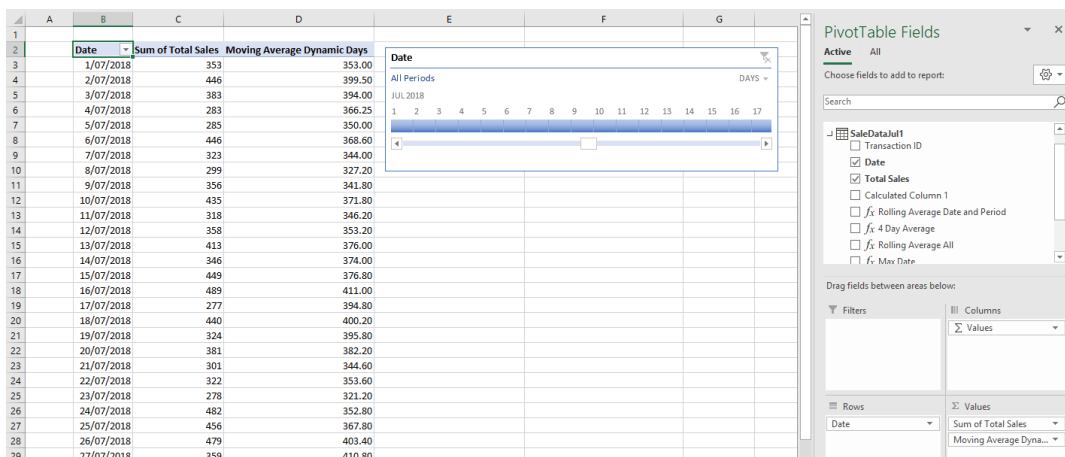 A B C D E F G
1
2 Date Sum of Total Sales Moving Average Dynamic Days
3 1/07/2018 353 353.00
4 2/07/2018 446 399.50
5 3/07/2018 383 394.00
6 4/07/2018 283 366.25
7 5/07/2018 285 350.00
8 6/07/2018 446 368.60
9 7/07/2018 323 344.00
10 8/07/2018 299 327.20
11 9/07/2018 356 341.80
12 10/07/2018 435 371.80
13 11/07/2018 318 346.20
14 12/07/2018 358 353.20
15 13/07/2018 413 376.00
16 14/07/2018 346 374.00
17 15/07/2018 449 376.80
18 16/07/2018 489 411.00
19 17/07/2018 277 394.80
20 18/07/2018 440 400.20
21 19/07/2018 324 395.80
22 20/07/2018 381 382.20
23 21/07/2018 301 344.60
24 22/07/2018 322 353.60
25 23/07/2018 278 321.20
26 24/07/2018 482 352.80
27 25/07/2018 456 367.80
28 26/07/2018 479 403.40
29 27/07/2018 359 410.80
Date
All Periods DAYS
JUL 2018
1 2 3 4 5 6 7 8 9 10 11 12 13 14 15 16 17
PivotTable Fields
Active All
Choose fields to add to report:
Search
SaleDataJul1
Transaction ID
Date
Total Sales
Calculated Column 1
fx Rolling Average Date and Period
fx 4 Day Average
fx Rolling Average All
fx Max Date
Drag fields between areas below:
Filters
Columns
Σ Values
Rows
Date
Σ Values
Sum of Total Sales
Moving Average Dyna...